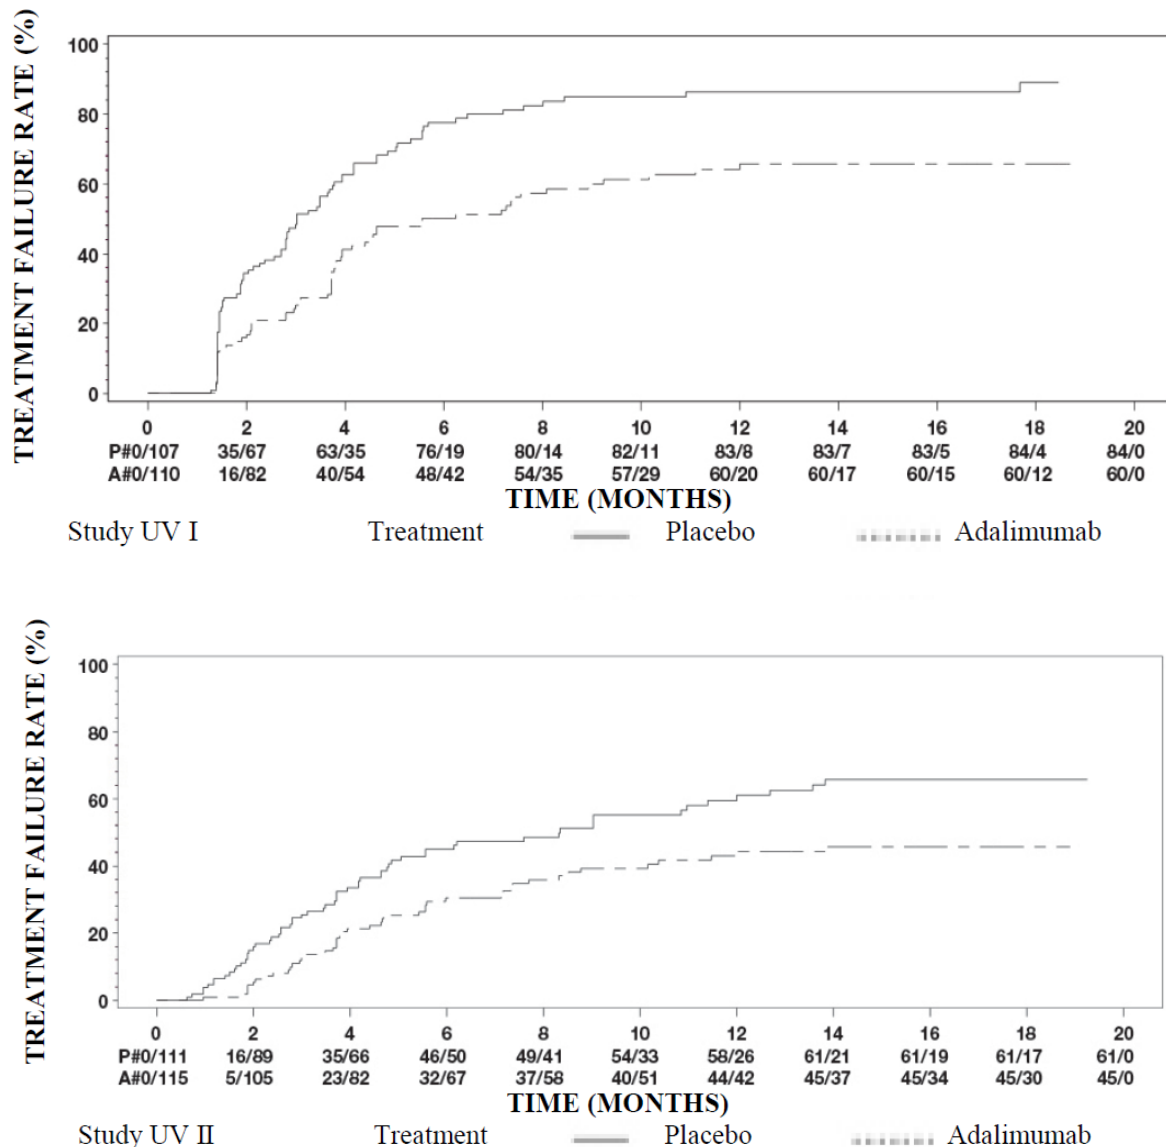 TREATMENT FAILURE RATE (%)
100
80
60
40
20
0
0 2 4 6 8 10 12 14 16 18 20
P#0/107 35/67 63/35 76/19 80/14 82/11 83/8 83/7 83/5 84/4 84/0
A#0/110 16/82 40/54 48/42 54/35 57/29 60/20 60/17 60/15 60/12 60/0
TIME (MONTHS)
Study UV I Treatment Placebo Adalimumab
TREATMENT FAILURE RATE (%)
100
80
60
40
20
0
0 2 4 6 8 10 12 14 16 18 20
P#0/111 16/89 35/66 46/50 49/41 54/33 58/26 61/21 61/19 61/17 61/0
A#0/115 5/105 23/82 32/67 37/58 40/51 44/42 45/37 45/34 45/30 45/0
TIME (MONTHS)
Study UV II Treatment Placebo Adalimumab